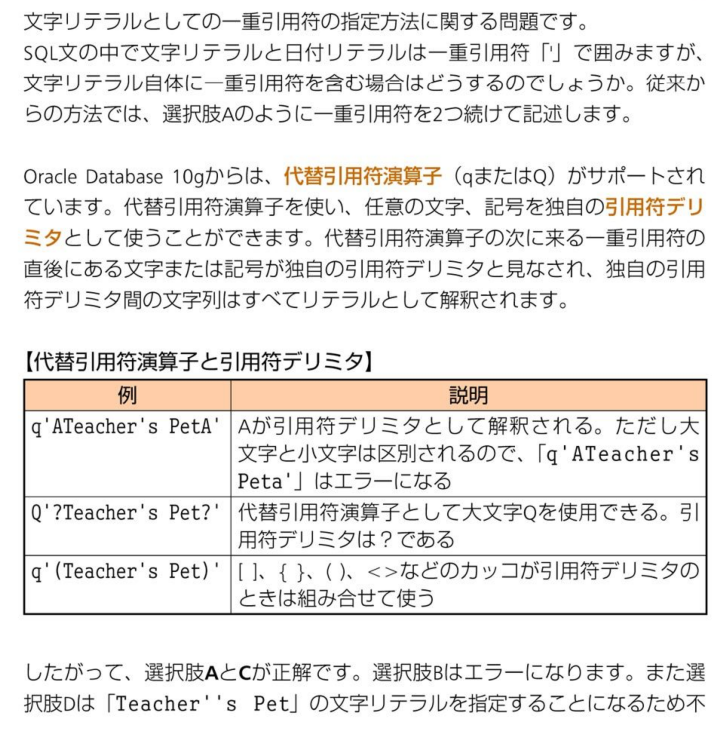 文字リテラルとしての一重引用符の指定方法に関する問題です。
SQL文の中で文字リテラルと日付リテラルは一重引用符「'」で囲みますが、
文字リテラル自体に一重引用符を含む場合はどうするのでしょうか。従来か
らの方法では、選択肢Aのように一重引用符を2つ続けて記述します。
Oracle Database 10gからは、代替引用符演算子（qまたはQ）がサポートされ
ています。代替引用符演算子を使い、任意の文字、記号を独自の引用符デリ
ミタとして使うことができます。代替引用符演算子の次に来る一重引用符の
直後にある文字または記号が独自の引用符デリミタと見なされ、独自の引用
符デリミタ間の文字列はすべてリテラルとして解釈されます。
【代替引用符演算子と引用符デリミタ】
例 説明
q'ATeacher's PetA' Aが引用符デリミタとして解釈される。ただし大
文字と小文字は区別されるので、「q'ATeacher's
Peta'」はエラーになる
Q'?Teacher's Pet?' 代替引用符演算子として大文字Qを使用できる。引
用符デリミタは？である
q'(Teacher's Pet)' [ ]、{ }、( )、< >などのカッコが引用符デリミタの
ときは組み合せて使う
したがって、選択肢AとCが正解です。選択肢Bはエラーになります。また選
択肢Dは「Teacher''s Pet」の文字リテラルを指定することになるため不